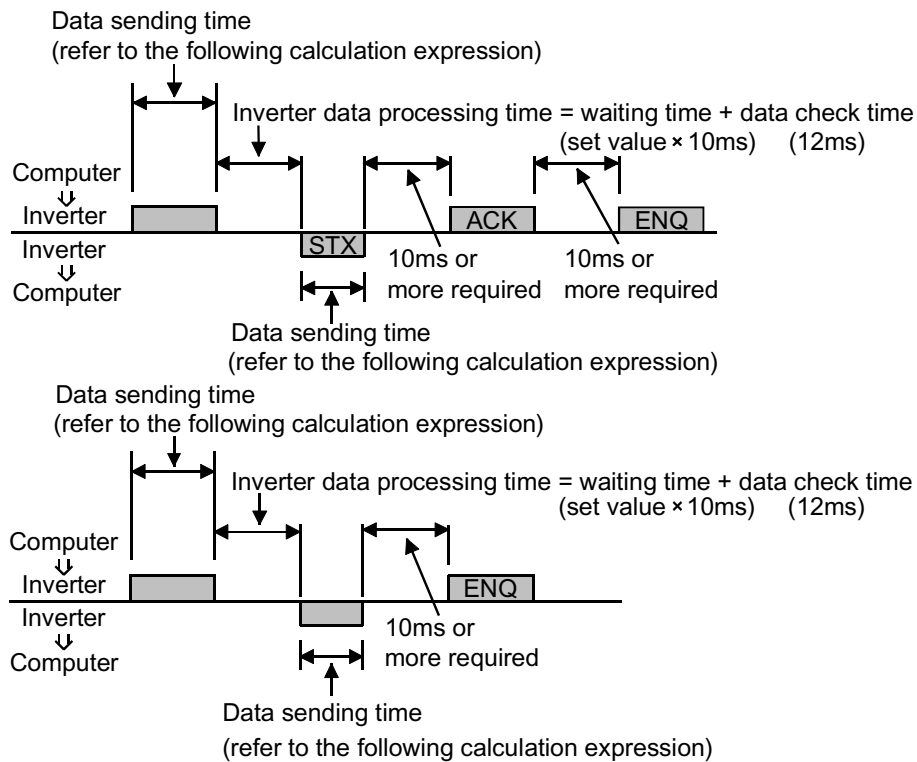 Data sending time
(refer to the following calculation expression)
Inverter data processing time = waiting time + data check time
(set value × 10ms) (12ms)
Computer
⇓
Inverter
ACK
ENQ
Inverter
⇓
Computer
STX
10ms or
more required
10ms or
more required
Data sending time
(refer to the following calculation expression)
Data sending time
(refer to the following calculation expression)
Inverter data processing time = waiting time + data check time
(set value × 10ms) (12ms)
Computer
⇓
Inverter
ENQ
Inverter
⇓
Computer
10ms or
more required
Data sending time
(refer to the following calculation expression)